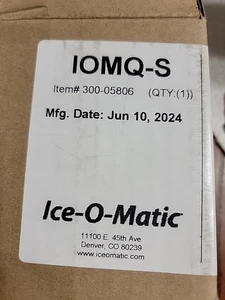 IOMQ-S
Item# 300-05806 (QTY:(1))
Mfg. Date: Jun 10, 2024
Ice-O-Matic
11100 E. 45th Ave
Denver, CO 80239
www.iceomatic.com